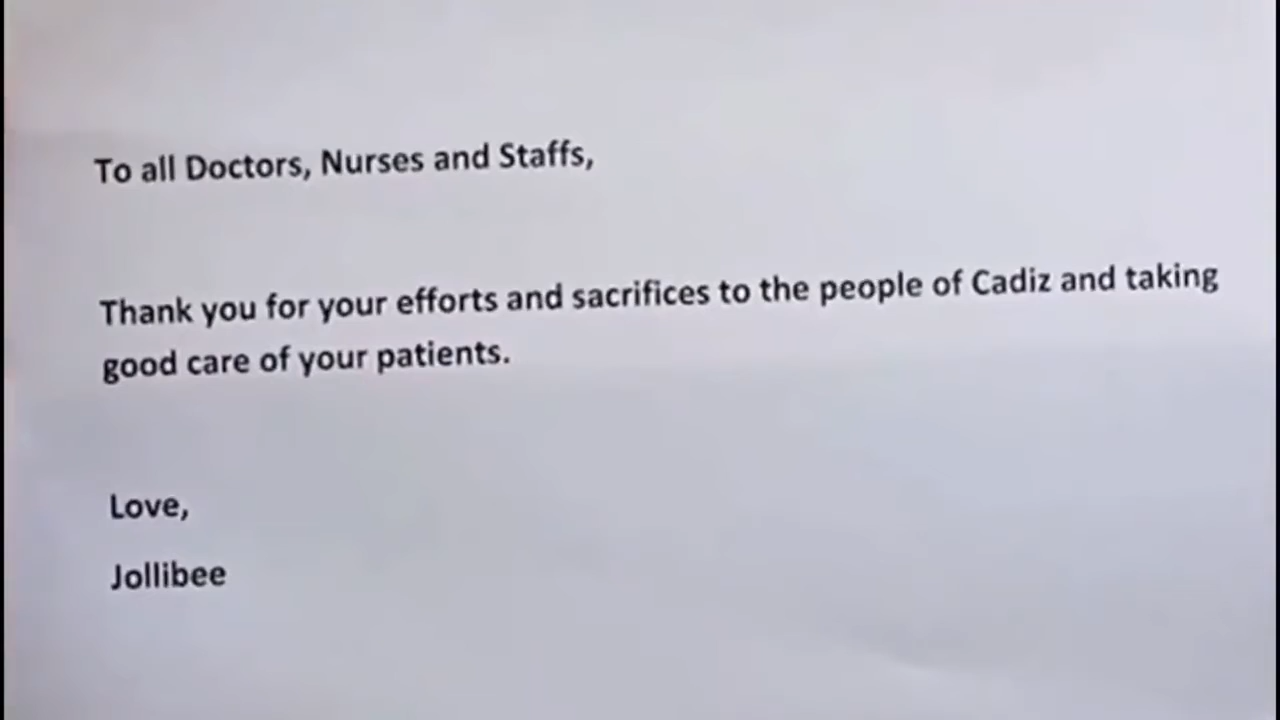 To all Doctors, Nurses and Staffs,
Thank you for your efforts and sacrifices to the people of Cadiz and taking
good care of your patients.
Love,
Jollibee